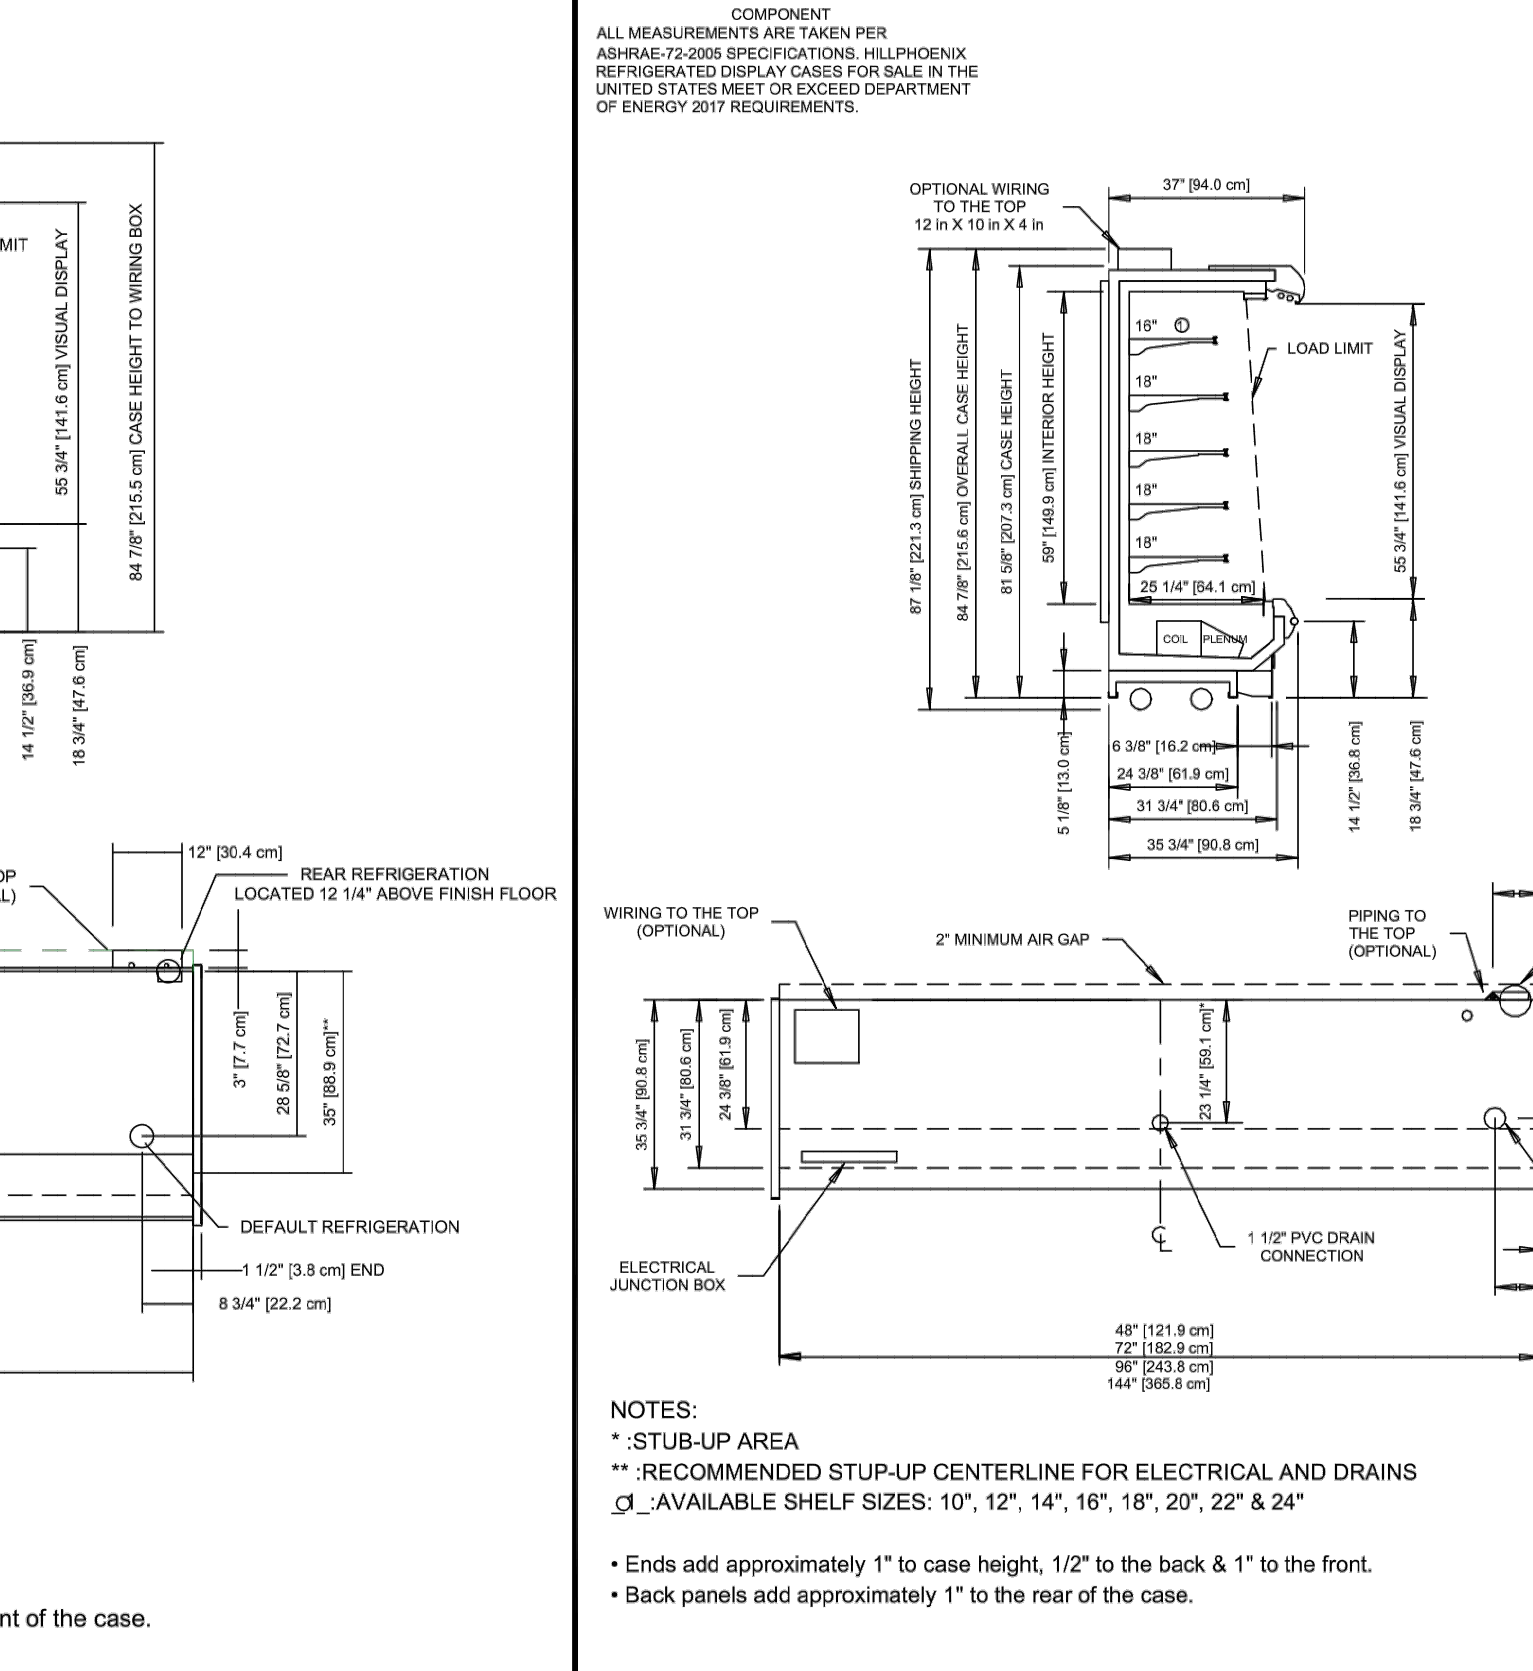 MIT
55 3/4" [141.6 cm] VISUAL DISPLAY
84 7/8" [215.5 cm] CASE HEIGHT TO WIRING BOX
14 1/2" [36.9 cm]
18 3/4" [47.6 cm]
OP
L)
12" [30.4 cm]
REAR REFRIGERATION
LOCATED 12 1/4" ABOVE FINISH FLOOR
3" [7.7 cm]
28 5/8" [72.7 cm]
35" [88.9 cm]**
DEFAULT REFRIGERATION
1 1/2" [3.8 cm] END
8 3/4" [22.2 cm]
nt of the case.
COMPONENT
ALL MEASUREMENTS ARE TAKEN PER
ASHRAE-72-2005 SPECIFICATIONS. HILLPHOENIX
REFRIGERATED DISPLAY CASES FOR SALE IN THE
UNITED STATES MEET OR EXCEED DEPARTMENT
OF ENERGY 2017 REQUIREMENTS.
OPTIONAL WIRING
TO THE TOP
12 in X 10 in X 4 in
37" [94.0 cm]
87 1/8" [221.3 cm] SHIPPING HEIGHT
84 7/8" [215.6 cm] OVERALL CASE HEIGHT
81 5/8" [207.3 cm] CASE HEIGHT
59" [149.9 cm] INTERIOR HEIGHT
16" 1
18"
18"
18"
18"
LOAD LIMIT
55 3/4" [141.6 cm] VISUAL DISPLAY
25 1/4" [64.1 cm]
COIL PLENUM
5 1/8" [13.0 cm]
6 3/8" [16.2 cm]
24 3/8" [61.9 cm]
31 3/4" [80.6 cm]
35 3/4" [90.8 cm]
14 1/2" [36.8 cm]
18 3/4" [47.6 cm]
WIRING TO THE TOP
(OPTIONAL)
2" MINIMUM AIR GAP
PIPING TO
THE TOP
(OPTIONAL)
35 3/4" [90.8 cm]
31 3/4" [80.6 cm]
24 3/8" [61.9 cm]
23 1/4" [59.1 cm]*
ELECTRICAL
JUNCTION BOX
1 1/2" PVC DRAIN
CONNECTION
48" [121.9 cm]
72" [182.9 cm]
96" [243.8 cm]
144" [365.8 cm]
NOTES:
* :STUB-UP AREA
** :RECOMMENDED STUP-UP CENTERLINE FOR ELECTRICAL AND DRAINS
:AVAILABLE SHELF SIZES: 10", 12", 14", 16", 18", 20", 22" & 24"
• Ends add approximately 1" to case height, 1/2" to the back & 1" to the front.
• Back panels add approximately 1" to the rear of the case.